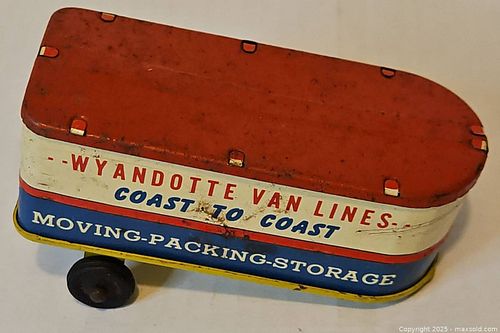 --WYANDOTTE VAN LINES--
COAST TO COAST
MOVING-PACKING-STORAGE
Copyright © 2025 - maxsold.com